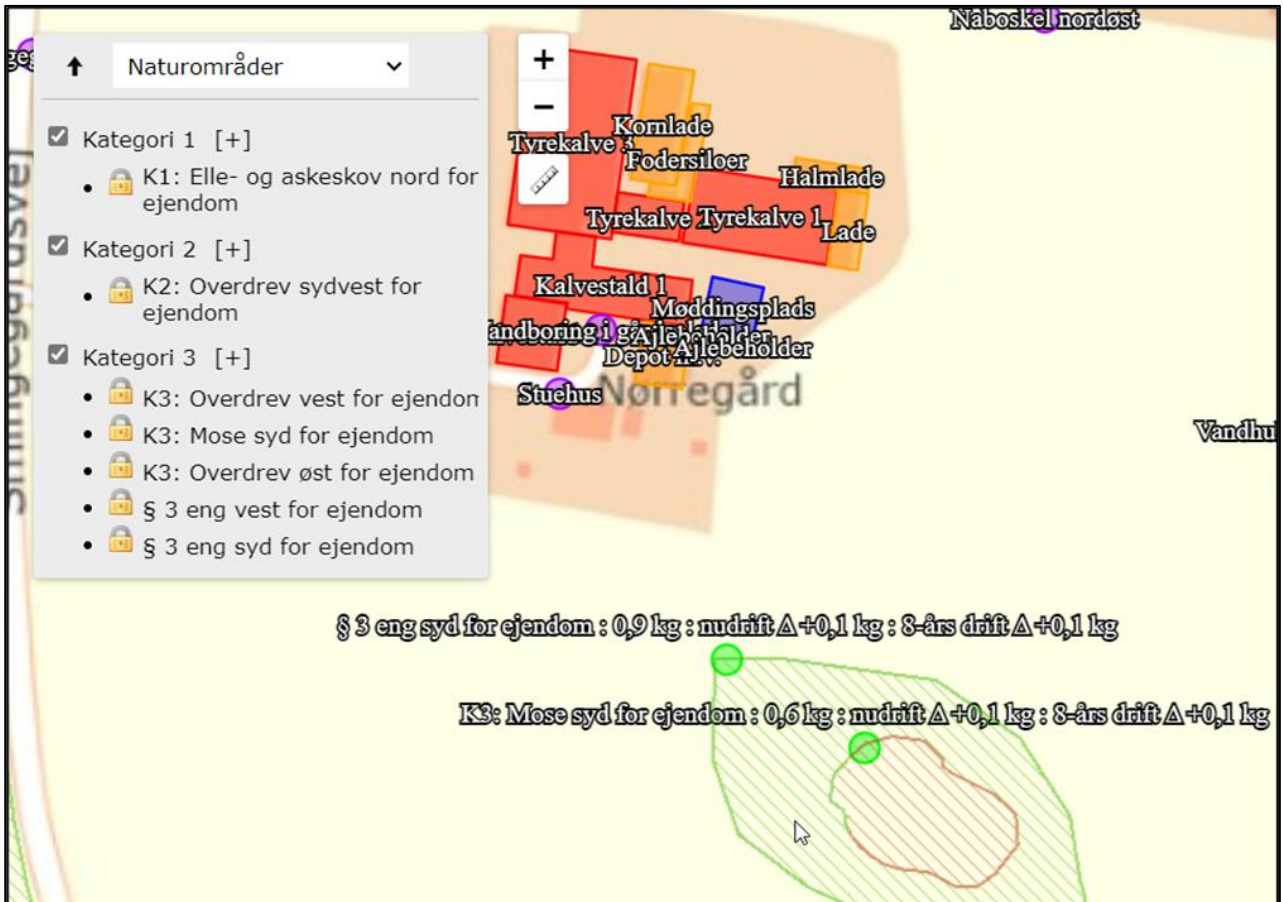 Naboskel nordøst
Naturområder
+
−
Kategori 1 [+]
K1: Elle- og askeskov nord for
ejendom
Kategori 2 [+]
K2: Overdrev sydvest for
ejendom
Kategori 3 [+]
K3: Overdrev vest for ejendom
K3: Mose syd for ejendom
K3: Overdrev øst for ejendom
§ 3 eng vest for ejendom
§ 3 eng syd for ejendom
Kornlade
Tyrekalve 3
Fodersiloer
Halmlade
Tyrekalve
Tyrekalve 1
Lade
Kalvestald 1
Møddingsplads
Ajlebeholder
Depot
Ajlebeholder
Stuehus
Nørregård
§ 3 eng syd for ejendom : 0,9 kg : nudrift Δ +0,1 kg : 8-års drift Δ +0,1 kg
K3: Mose syd for ejendom : 0,6 kg : nudrift Δ +0,1 kg : 8-års drift Δ +0,1 kg